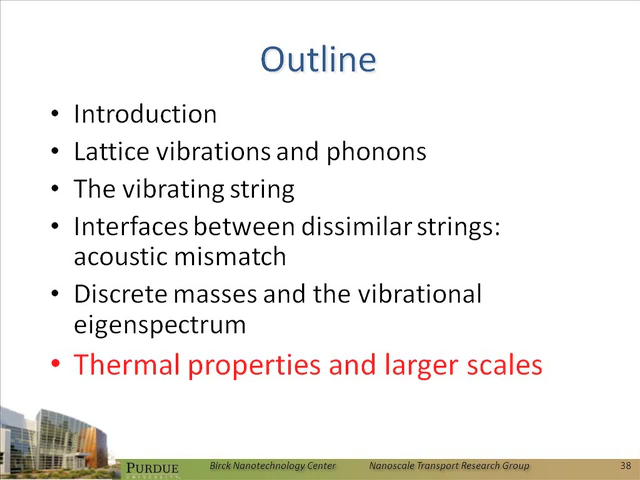 Outline
• Introduction
• Lattice vibrations and phonons
• The vibrating string
• Interfaces between dissimilar strings:
acoustic mismatch
• Discrete masses and the vibrational
eigenspectrum
• Thermal properties and larger scales
PURDUE
UNIVERSITY
Birck Nanotechnology Center Nanoscale Transport Research Group 38